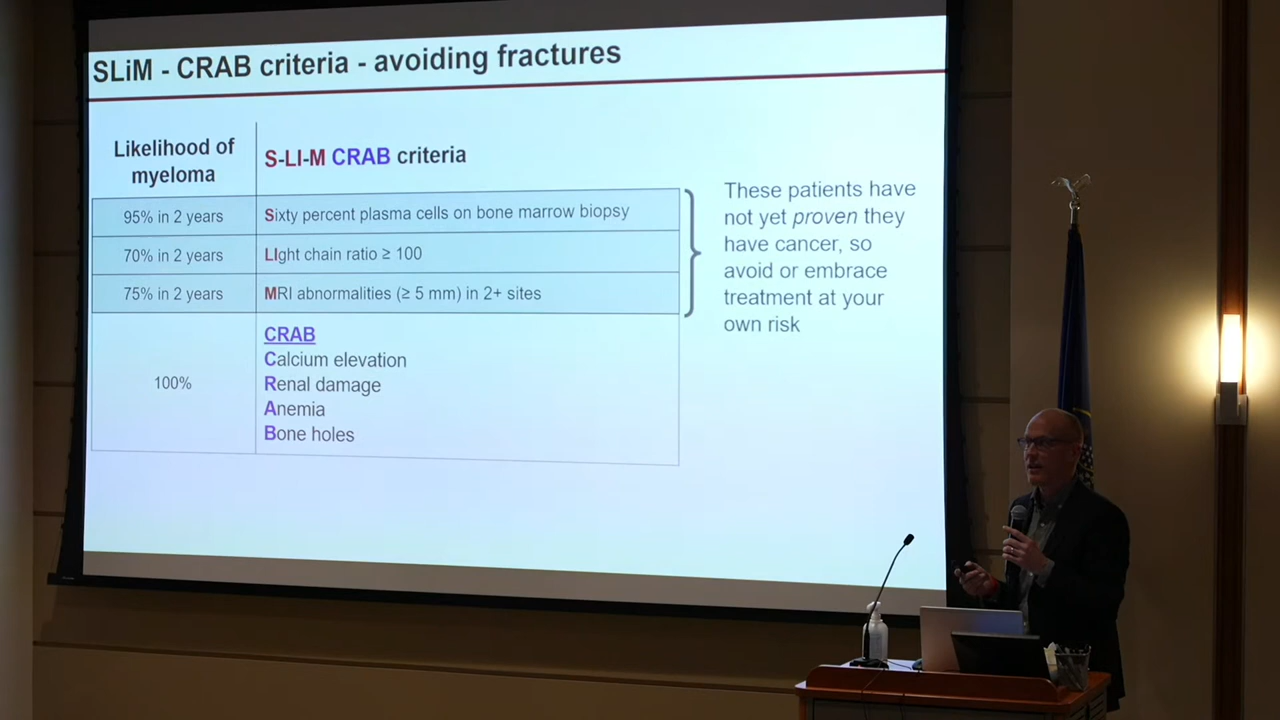 SLiM - CRAB criteria - avoiding fractures
Likelihood of
myeloma
S-LI-M CRAB criteria
95% in 2 years
Sixty percent plasma cells on bone marrow biopsy
70% in 2 years
LIght chain ratio ≥ 100
75% in 2 years
MRI abnormalities (≥ 5 mm) in 2+ sites
100%
CRAB
Calcium elevation
Renal damage
Anemia
Bone holes
These patients have
not yet proven they
have cancer, so
avoid or embrace
treatment at your
own risk